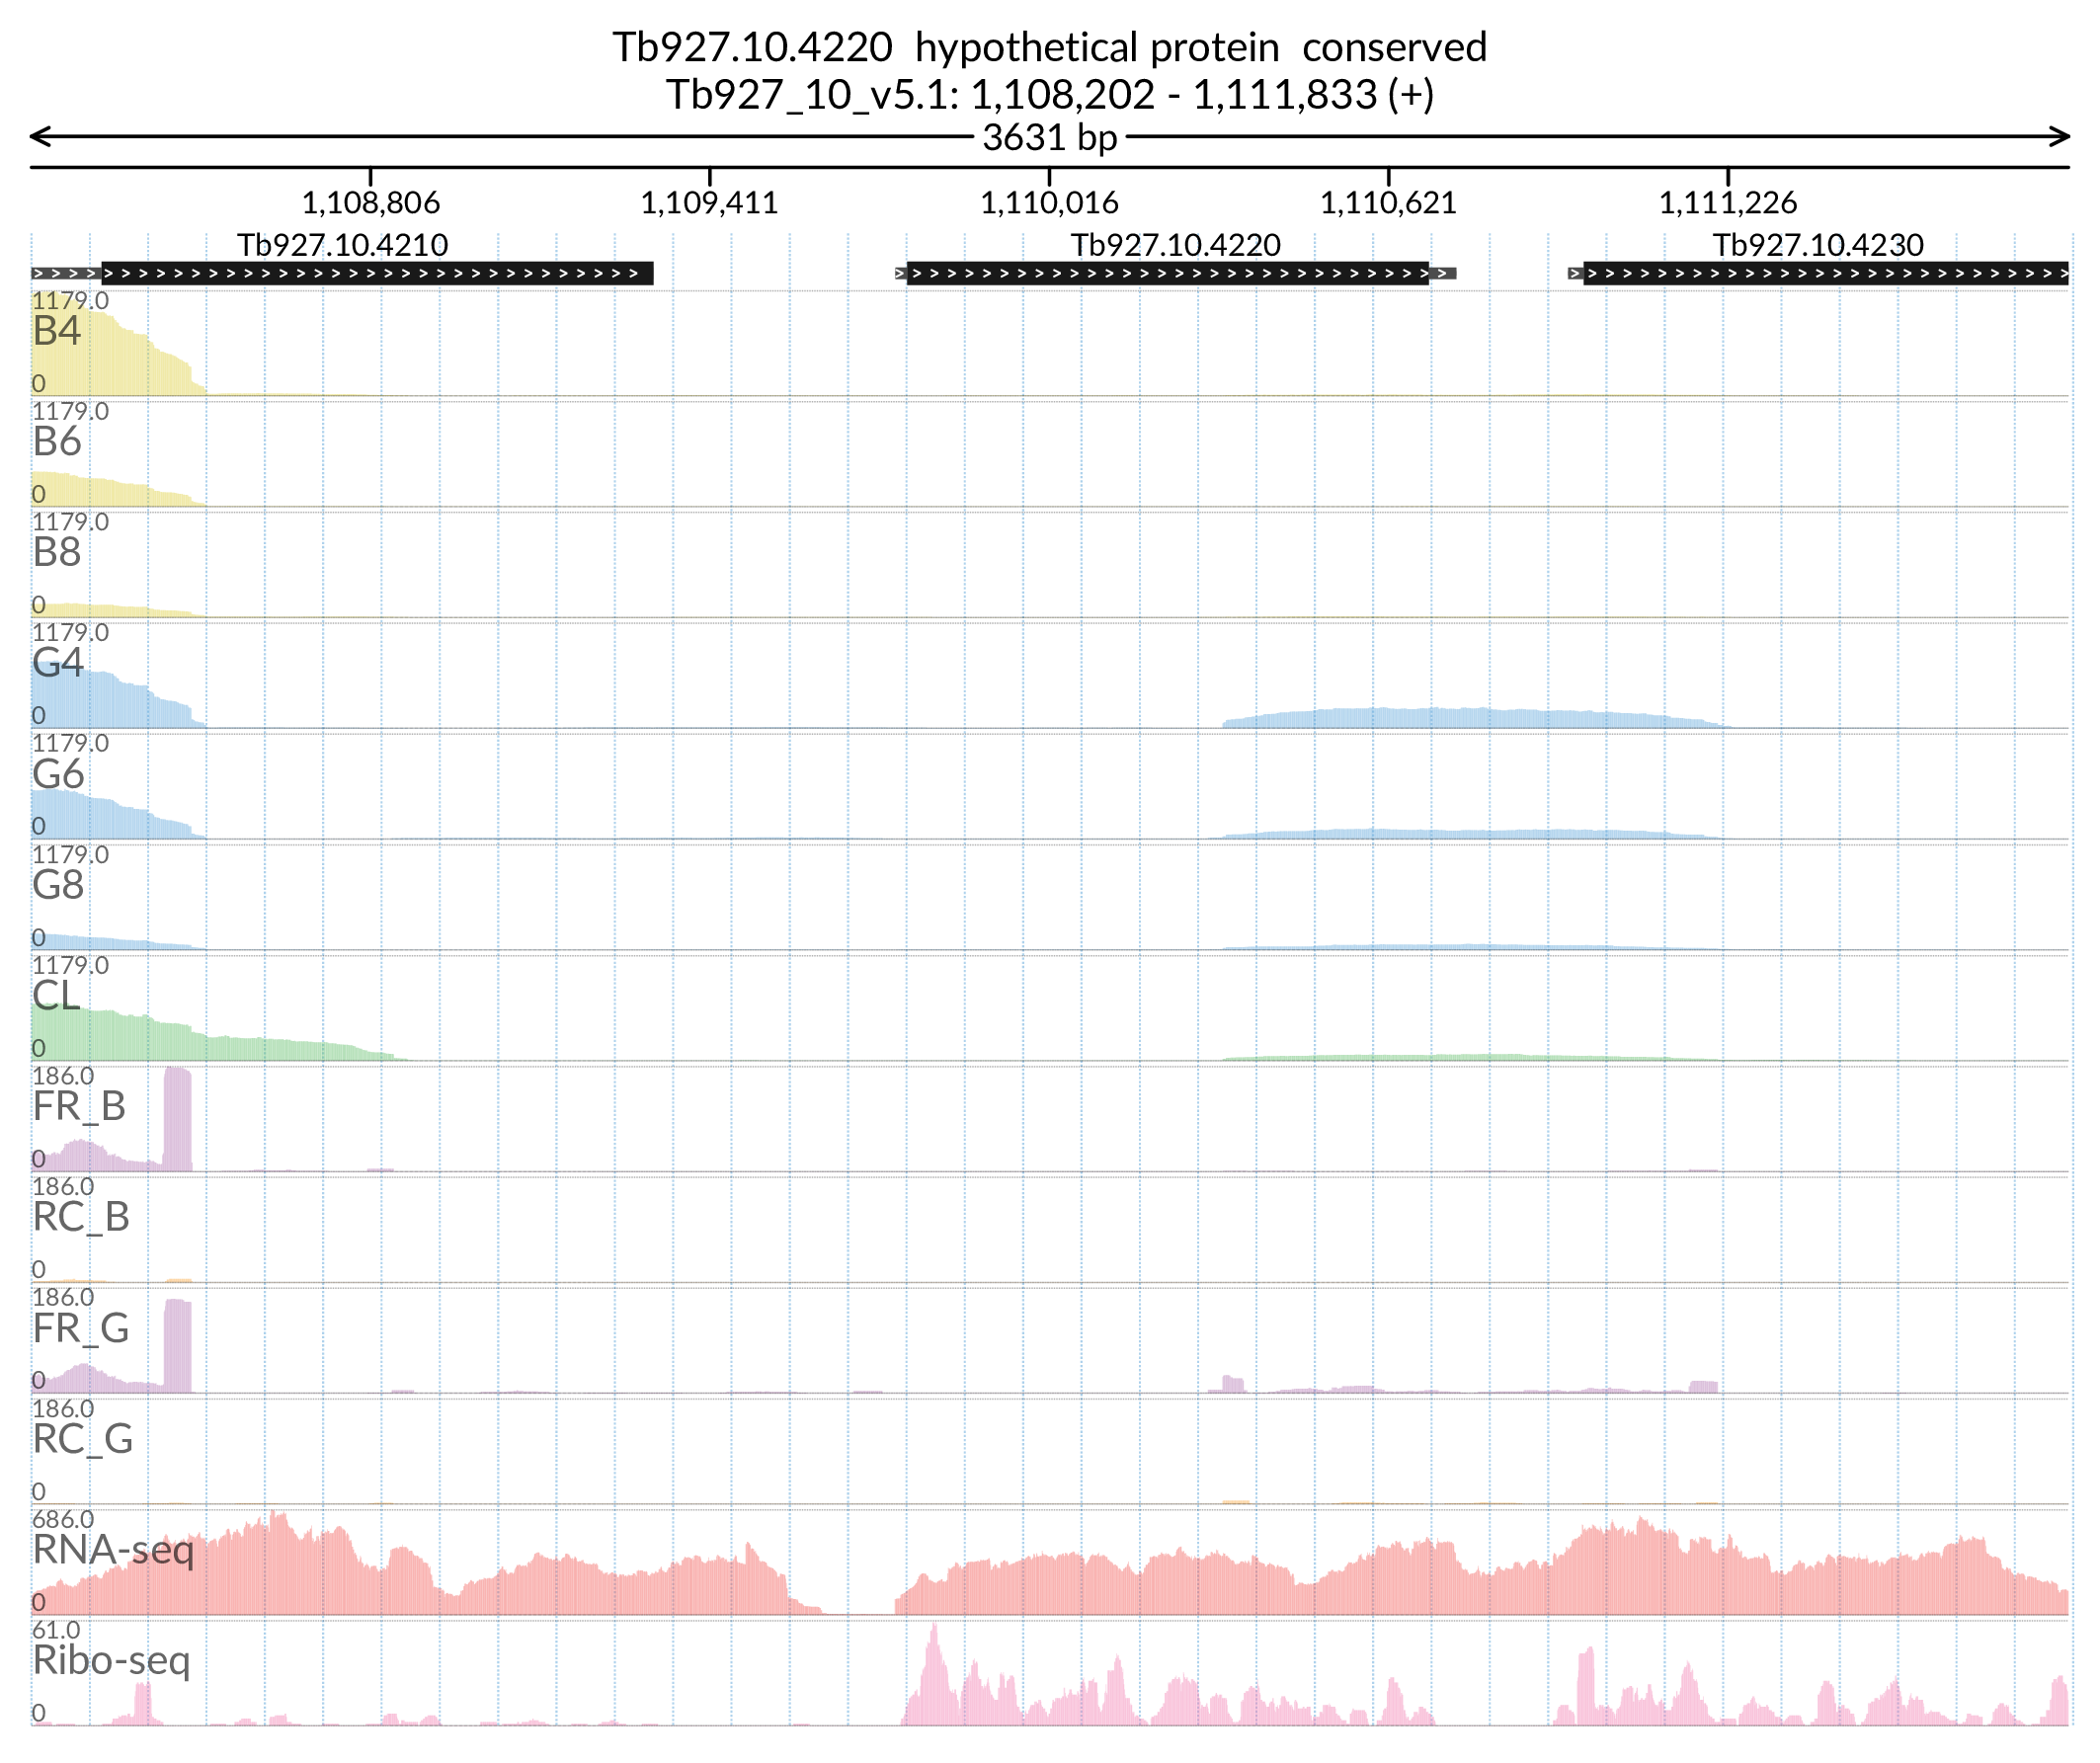 Tb927.10.4220  hypothetical protein  conserved
Tb927_10_v5.1: 1,108,202 - 1,111,833 (+)
3631 bp
1,108,806 1,109,411 1,110,016 1,110,621 1,111,226
Tb927.10.4210 Tb927.10.4220 Tb927.10.4230
1179.0
B4
0
1179.0
B6
0
1179.0
B8
0
1179.0
G4
0
1179.0
G6
0
1179.0
G8
0
1179.0
CL
0
186.0
FR_B
0
186.0
RC_B
0
186.0
FR_G
0
186.0
RC_G
0
686.0
RNA-seq
0
61.0
Ribo-seq
0